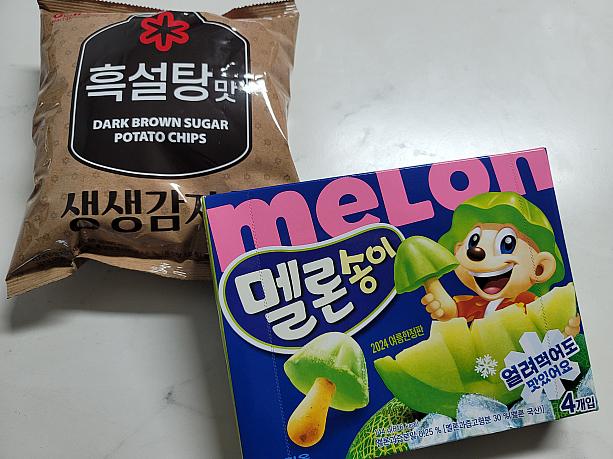 흑설탕맛
DARK BROWN SUGAR
POTATO CHIPS
생생감자
meLon
멜론송이
2024 여름한정판
얼려먹어도
맛있어요
4개입